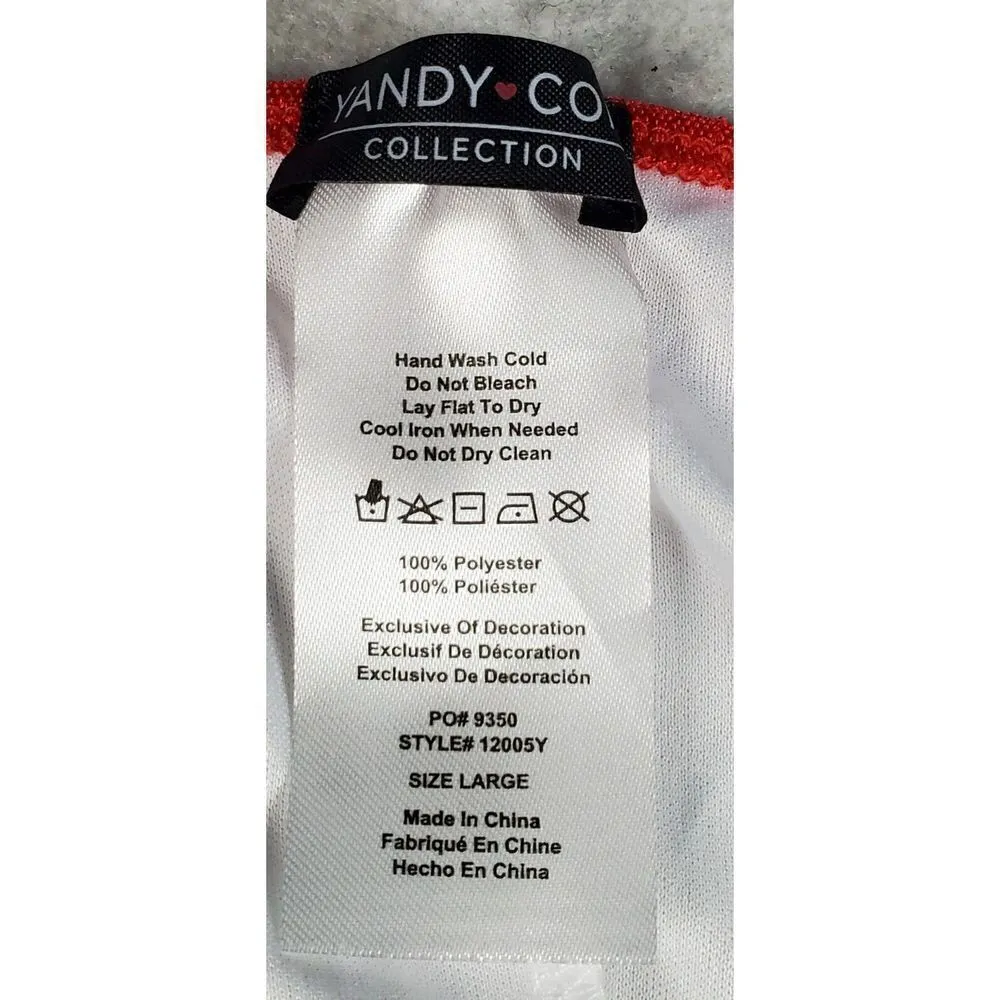 YANDY♥CO
COLLECTION
Hand Wash Cold
Do Not Bleach
Lay Flat To Dry
Cool Iron When Needed
Do Not Dry Clean
100% Polyester
100% Poliéster
Exclusive Of Decoration
Exclusif De Décoration
Exclusivo De Decoración
PO# 9350
STYLE# 12005Y
SIZE LARGE
Made In China
Fabriqué En Chine
Hecho En China